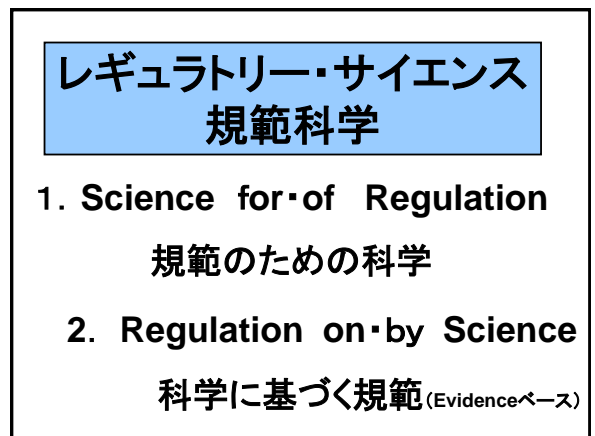 レギュラトリー・サイエンス
規範科学
１．Science for・of Regulation
規範のための科学
2． Regulation on・by Science
科学に基づく規範(Evidenceベース)